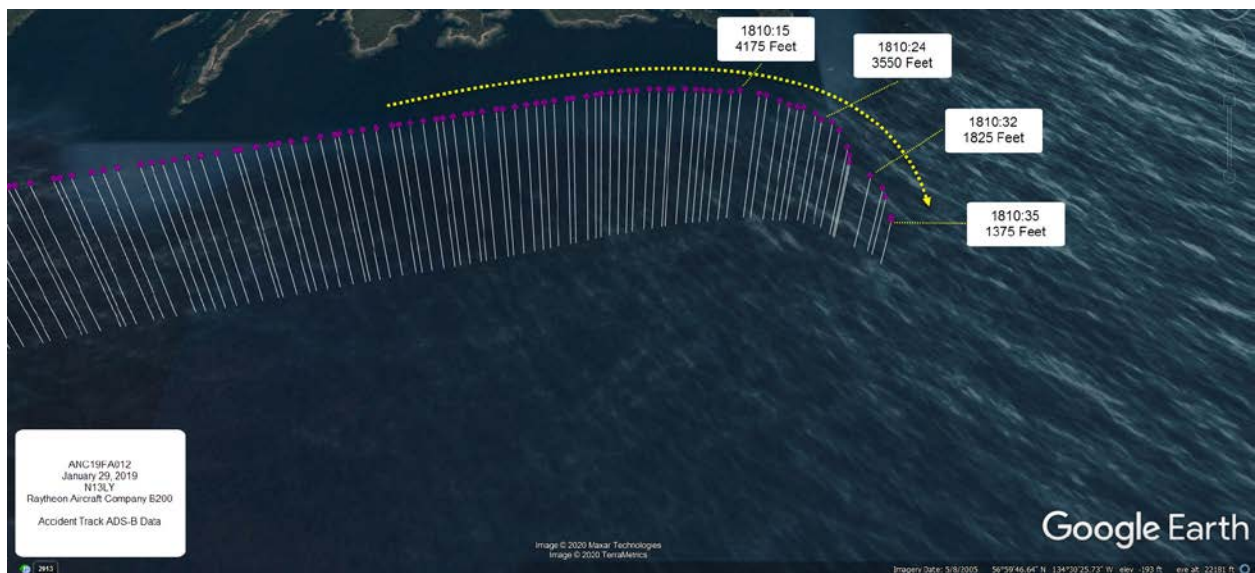 1810:15
4175 Feet
1810:24
3550 Feet
1810:32
1825 Feet
1810:35
1375 Feet
ANC19FA012
January 29, 2019
N13LY
Raytheon Aircraft Company B200
Accident Track ADS-B Data
Image © 2020 Maxar Technologies
Image © 2020 TerraMetrics
Google Earth
2013
Imagery Date: 5/8/2005 56°59'46.64" N 134°30'25.73" W elev -193 ft eye alt 22181 ft